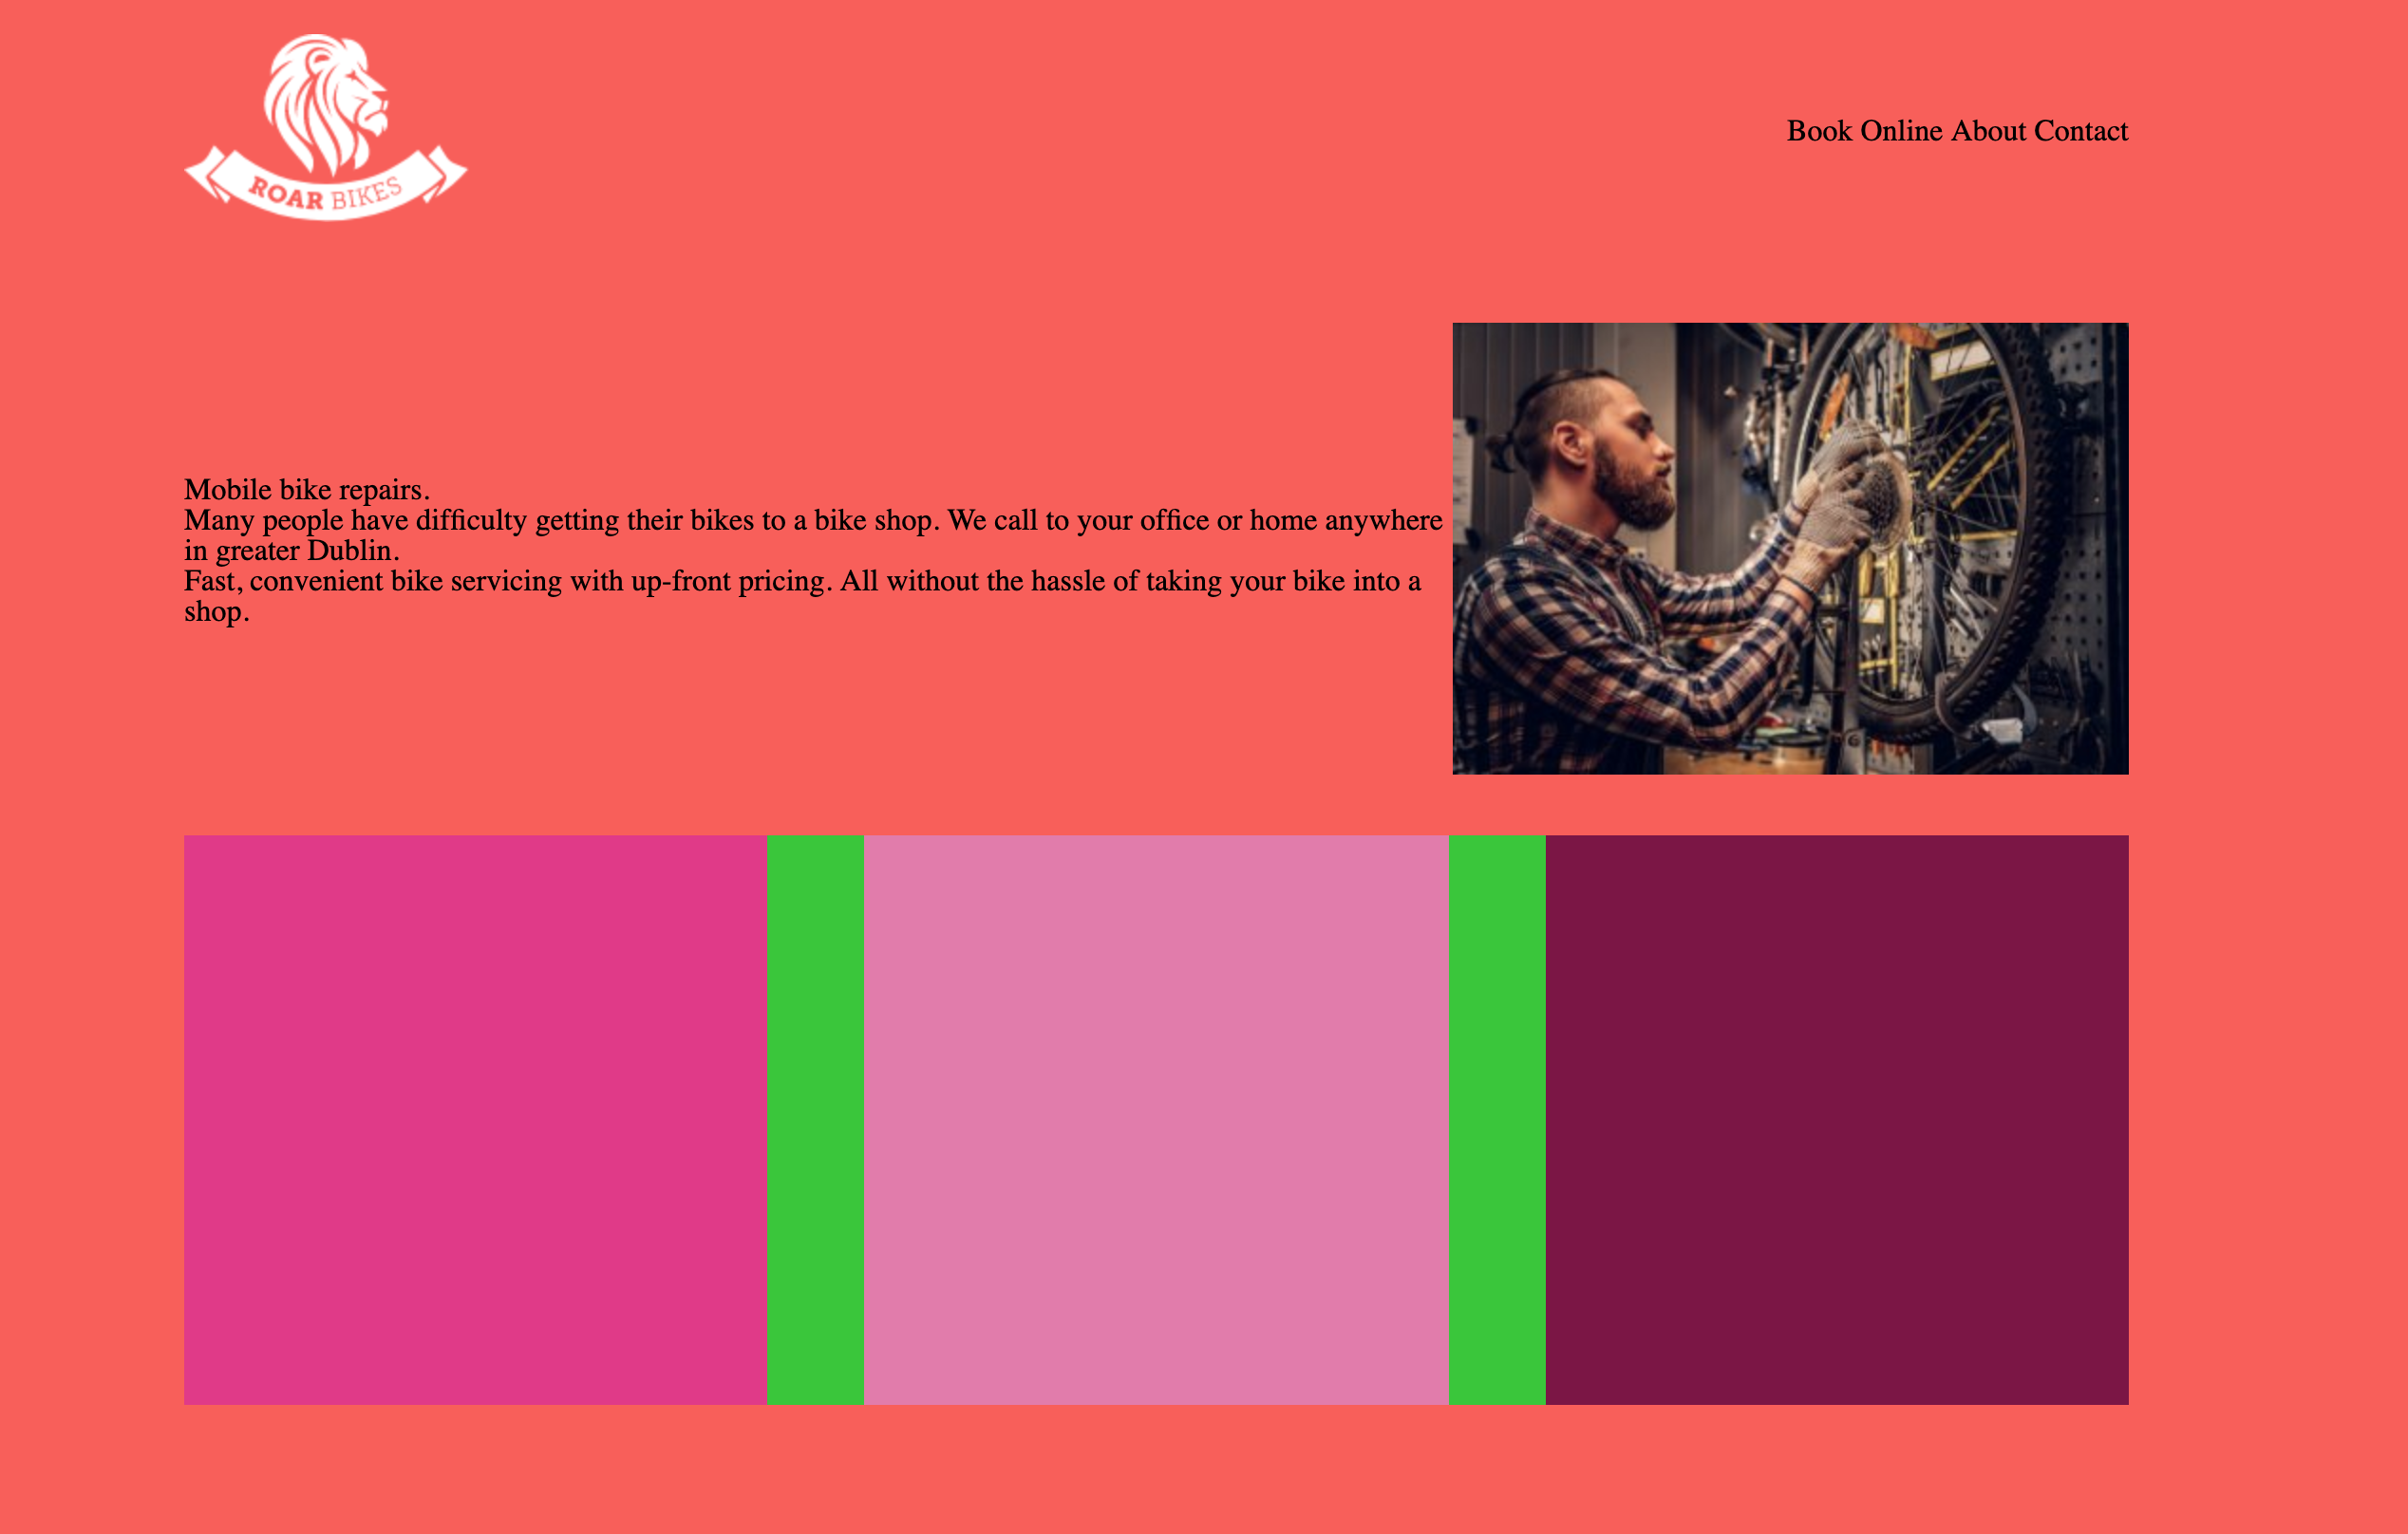 ROAR BIKES
Book Online About Contact
Mobile bike repairs.
Many people have difficulty getting their bikes to a bike shop. We call to your office or home anywhere
in greater Dublin.
Fast, convenient bike servicing with up-front pricing. All without the hassle of taking your bike into a
shop.